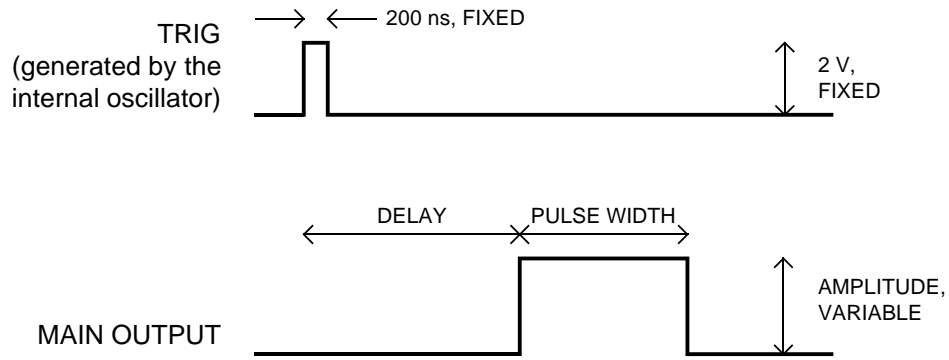 200 ns, FIXED
TRIG
(generated by the
internal oscillator)
2 V,
FIXED
DELAY
PULSE WIDTH
AMPLITUDE,
VARIABLE
MAIN OUTPUT